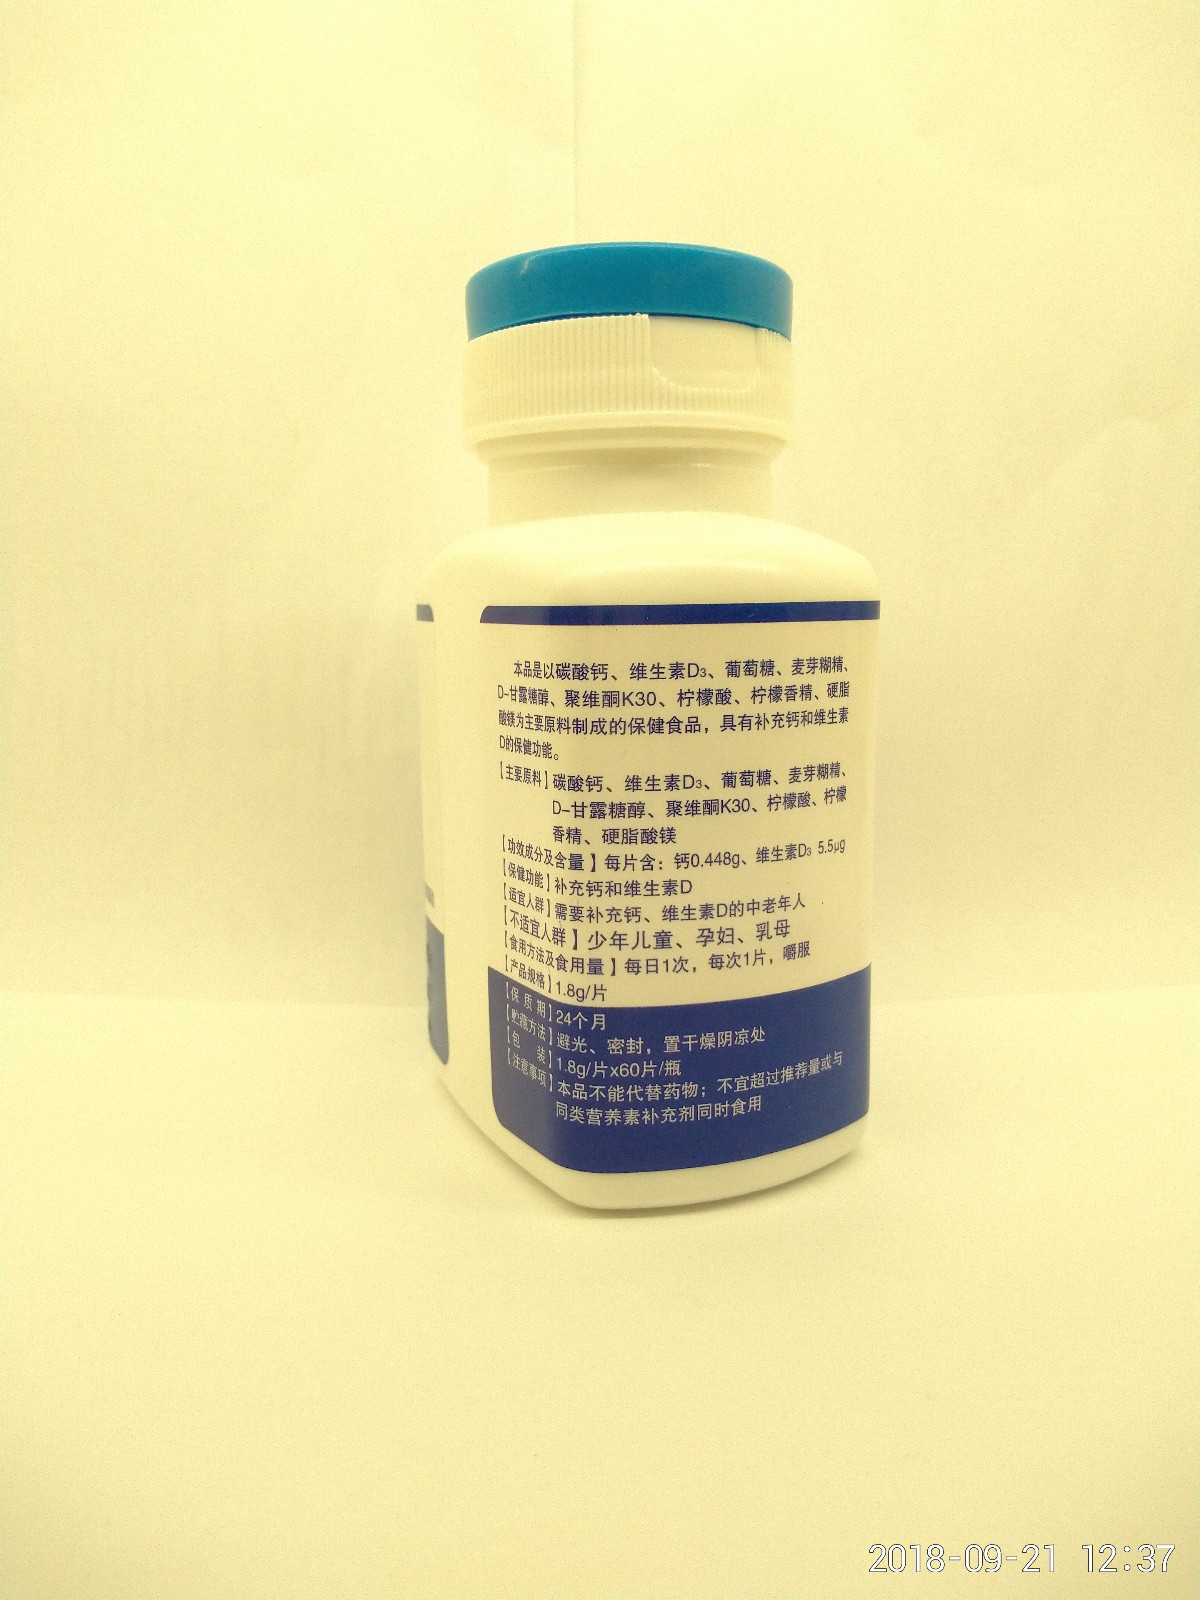 本品是以碳酸钙、维生素D₃、葡萄糖、麦芽糊精、
D-甘露糖醇、聚维酮K30、柠檬酸、柠檬香精、硬脂
酸镁为主要原料制成的保健食品，具有补充钙和维生素
D的保健功能。
【主要原料】碳酸钙、维生素D₃、葡萄糖、麦芽糊精、
D-甘露糖醇、聚维酮K30、柠檬酸、柠檬
香精、硬脂酸镁
【功效成分及含量】每片含：钙0.448g、维生素D₃ 5.5μg
【保健功能】补充钙和维生素D
【适宜人群】需要补充钙、维生素D的中老年人
【不适宜人群】少年儿童、孕妇、乳母
【食用方法及食用量】每日1次，每次1片，嚼服
【产品规格】1.8g/片
【保 质 期】24个月
【贮藏方法】避光、密封，置干燥阴凉处
【包 装】1.8g/片x60片/瓶
【注意事项】本品不能代替药物；不宜超过推荐量或与
同类营养素补充剂同时食用
2018-09-21 12:37